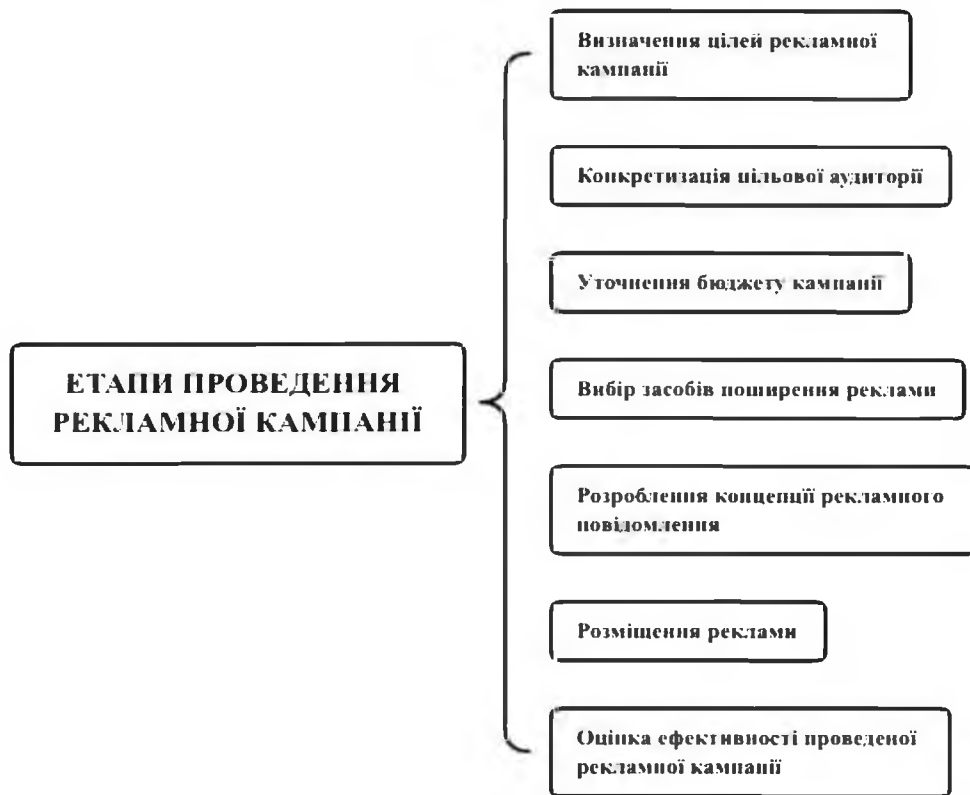 Визначення цілей рекламної
кампанії
Конкретизація цільової аудиторії
Уточнення бюджету кампанії
ЕТАПИ ПРОВЕДЕННЯ
РЕКЛАМНОЇ КАМПАНІЇ
Вибір засобів поширення реклами
Розроблення концепції рекламного
повідомлення
Розміщення реклами
Оцінка ефективності проведеної
рекламної кампанії